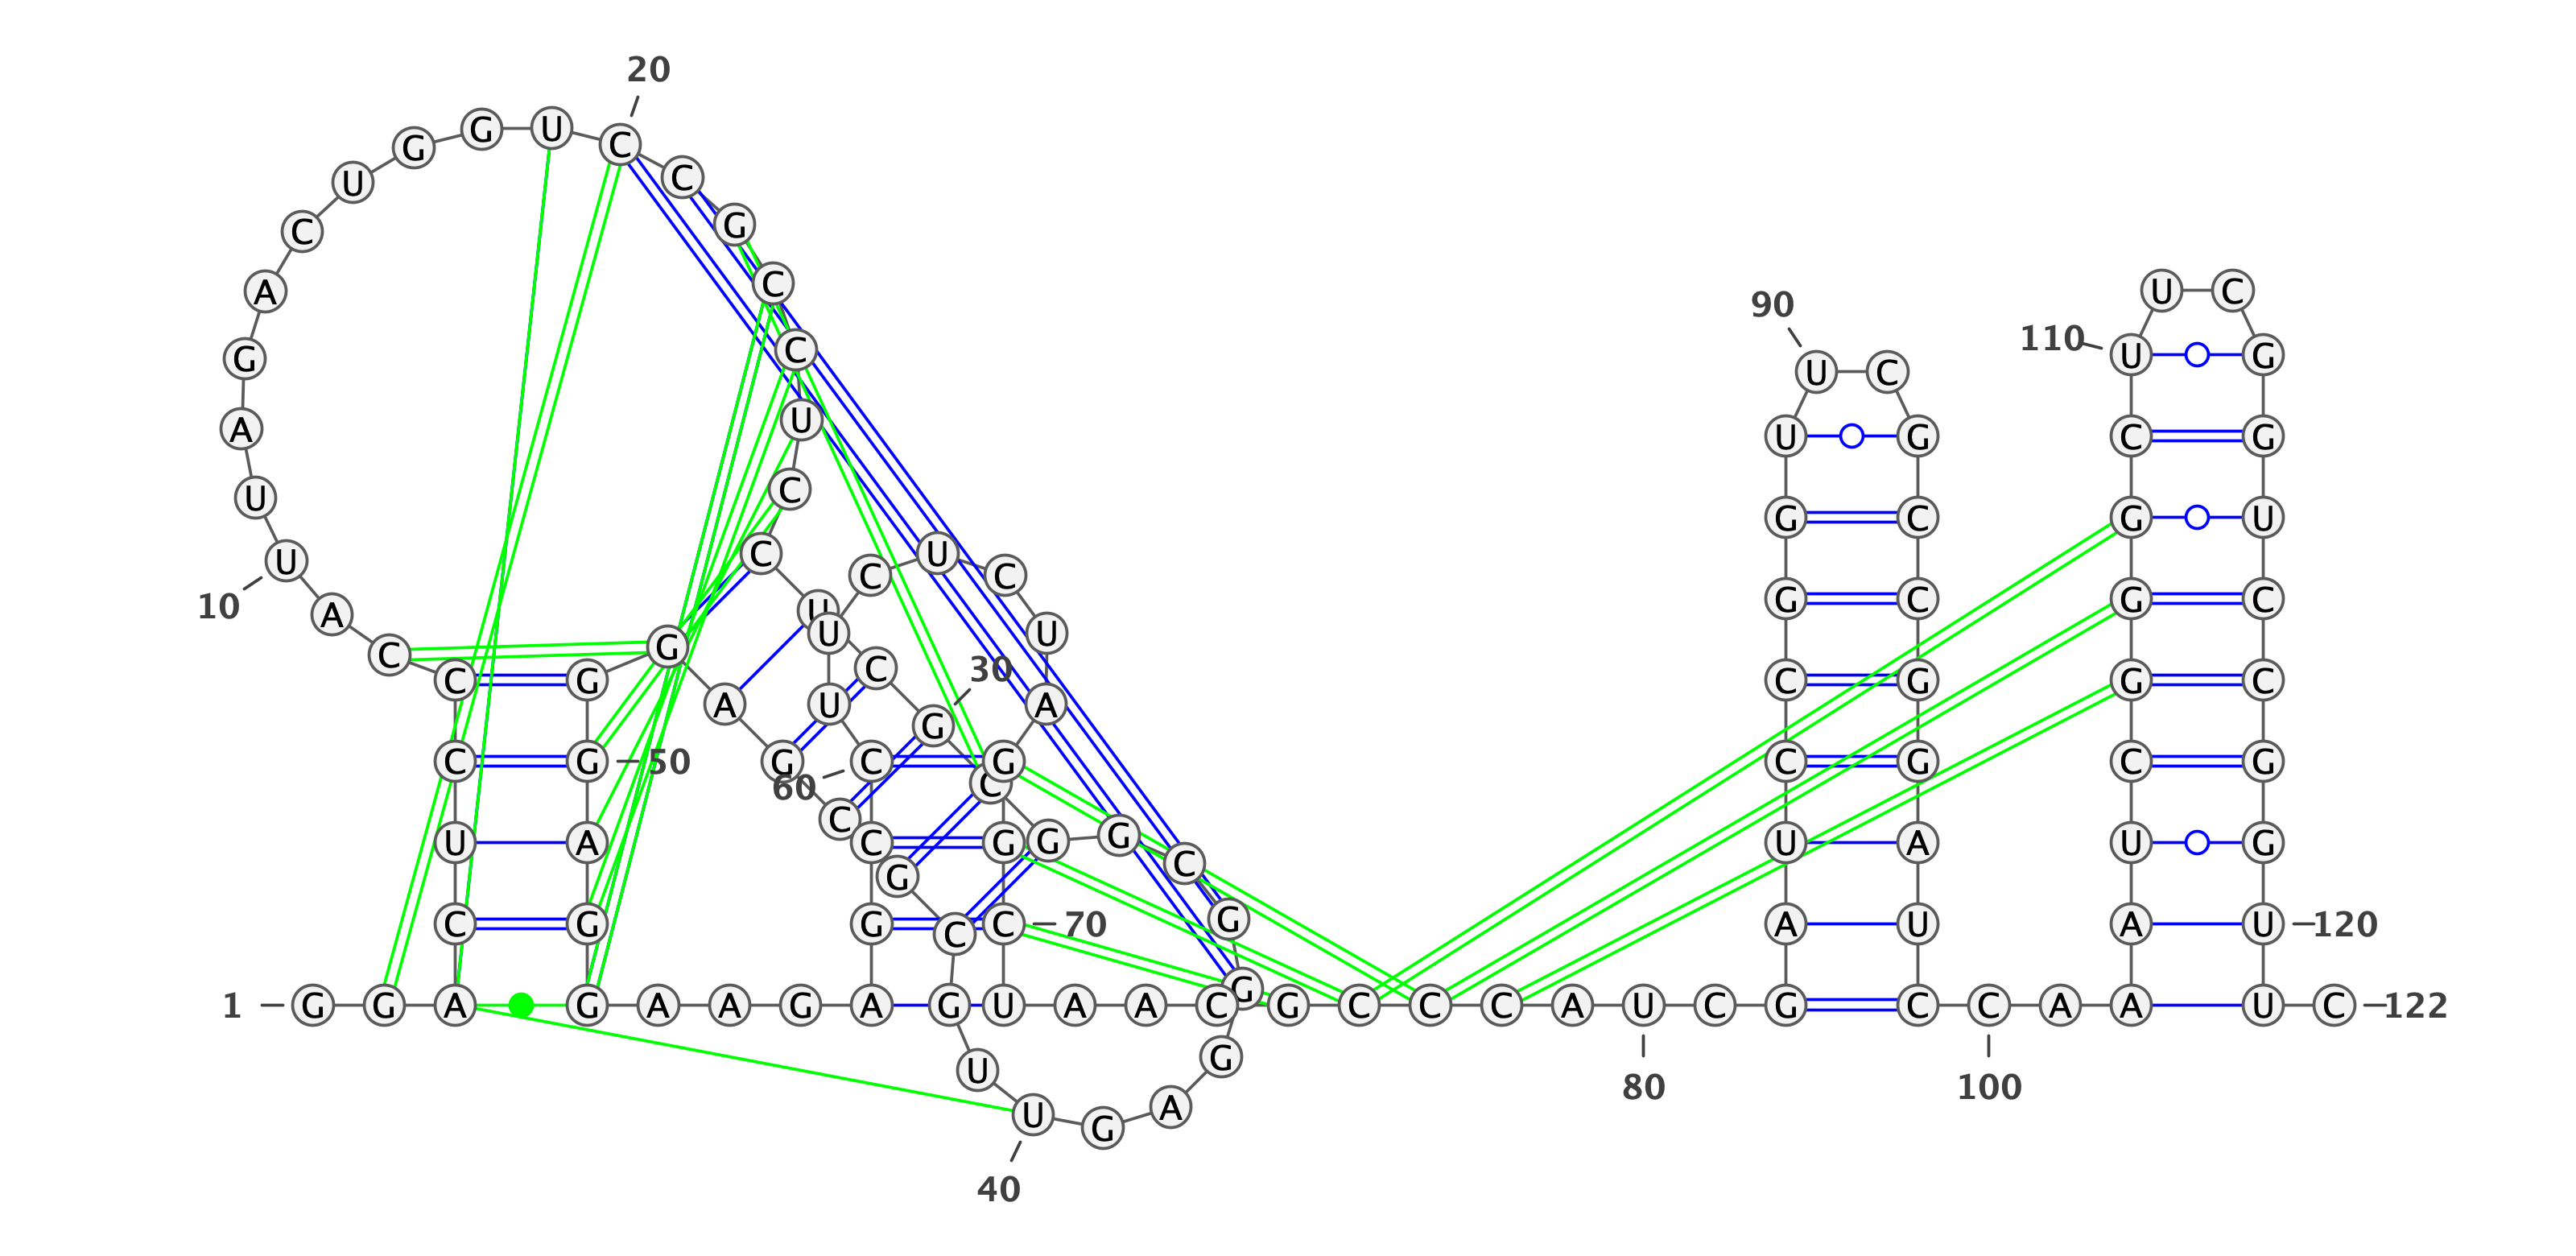 20
G G U C
U C
C G
A C U C
90
G C 110 U G
U C
A U U G C G
U C
G C G U
U C C U C
10 A U G C G C
U U
C G C 30
C G C G G C
A U A
G
C G 50 G C G C G C G
60 C
C
U A C G G G U A U G
C
G
C G G C C 70 G A U A U 120
1 G G A G A A G A G U A A C G G C C C A U C G C C A A A U C 122
G
U
80 100
U G A
40